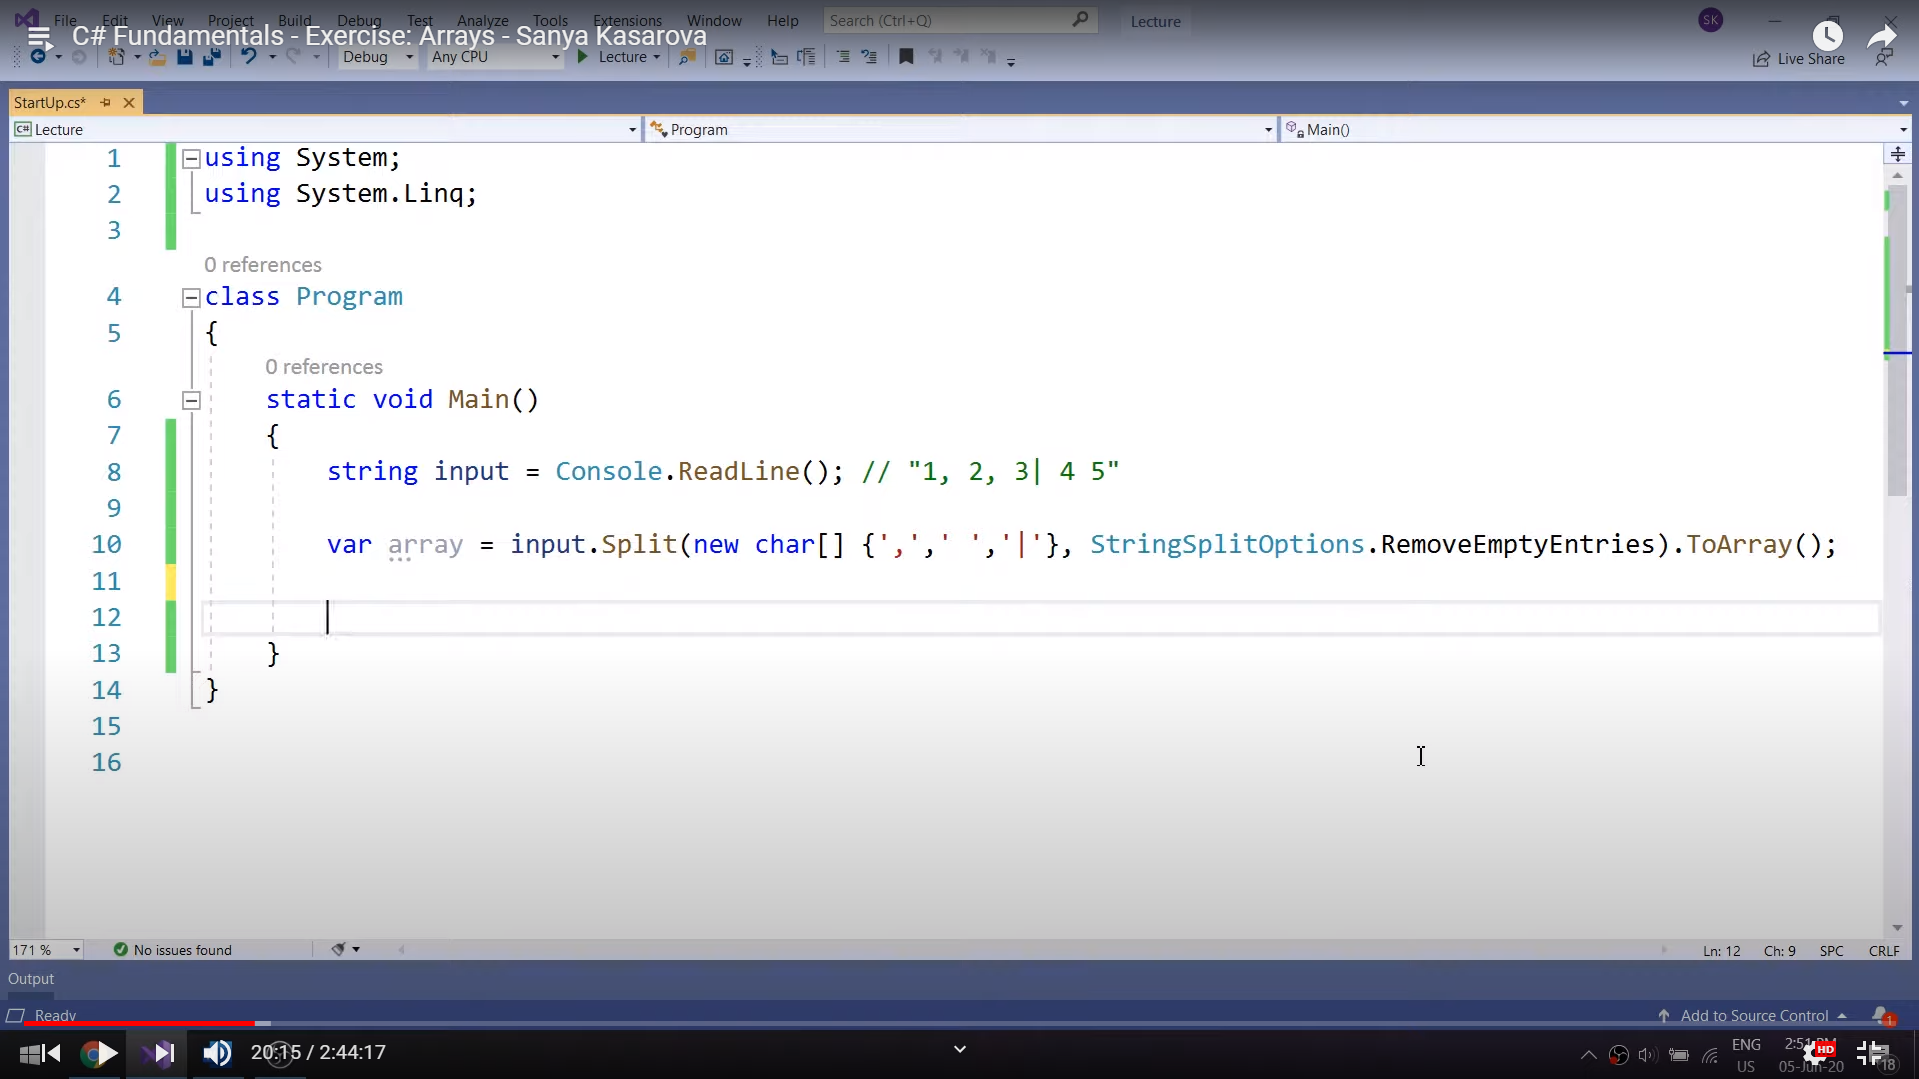 File Edit View Project Build Debug Test Analyze Tools Extensions Window Help Search (Ctrl+Q) Lecture SK
C# Fundamentals - Exercise: Arrays - Sanya Kasarova
Debug Any CPU Lecture Live Share
StartUp.cs*
C# Lecture Program Main()
1 using System;
2 using System.Linq;
3
0 references
4 class Program
5 {
0 references
6 static void Main()
7 {
8 string input = Console.ReadLine(); // "1, 2, 3| 4 5"
9
10 var array = input.Split(new char[] {',',' ','|'}, StringSplitOptions.RemoveEmptyEntries).ToArray();
11
12
13 }
14 }
15
16
171 % No issues found Ln: 12 Ch: 9 SPC CRLF
Output
Ready Add to Source Control 1
20:15 / 2:44:17 ENG HD
US 05-Jun-20 18